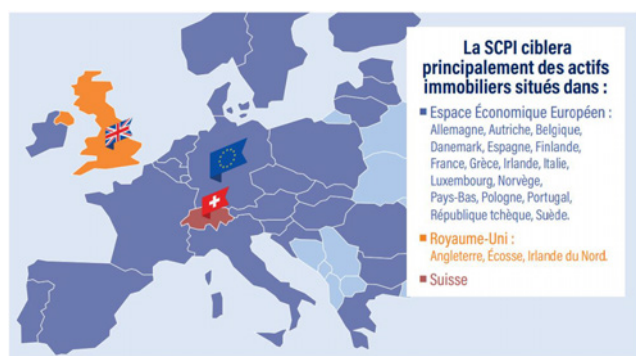 La SCPI ciblera
principalement des actifs
immobiliers situés dans :
Espace Économique Européen :
Allemagne, Autriche, Belgique,
Danemark, Espagne, Finlande,
France, Grèce, Irlande, Italie,
Luxembourg, Norvège,
Pays-Bas, Pologne, Portugal,
République tchèque, Suède.
Royaume-Uni :
Angleterre, Écosse, Irlande du Nord.
Suisse